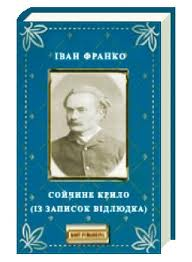 ІВАН ФРАНКО
СОЙЧИНЕ КРИЛО
(ІЗ ЗАПИСОК ВІДЛЮДКА)